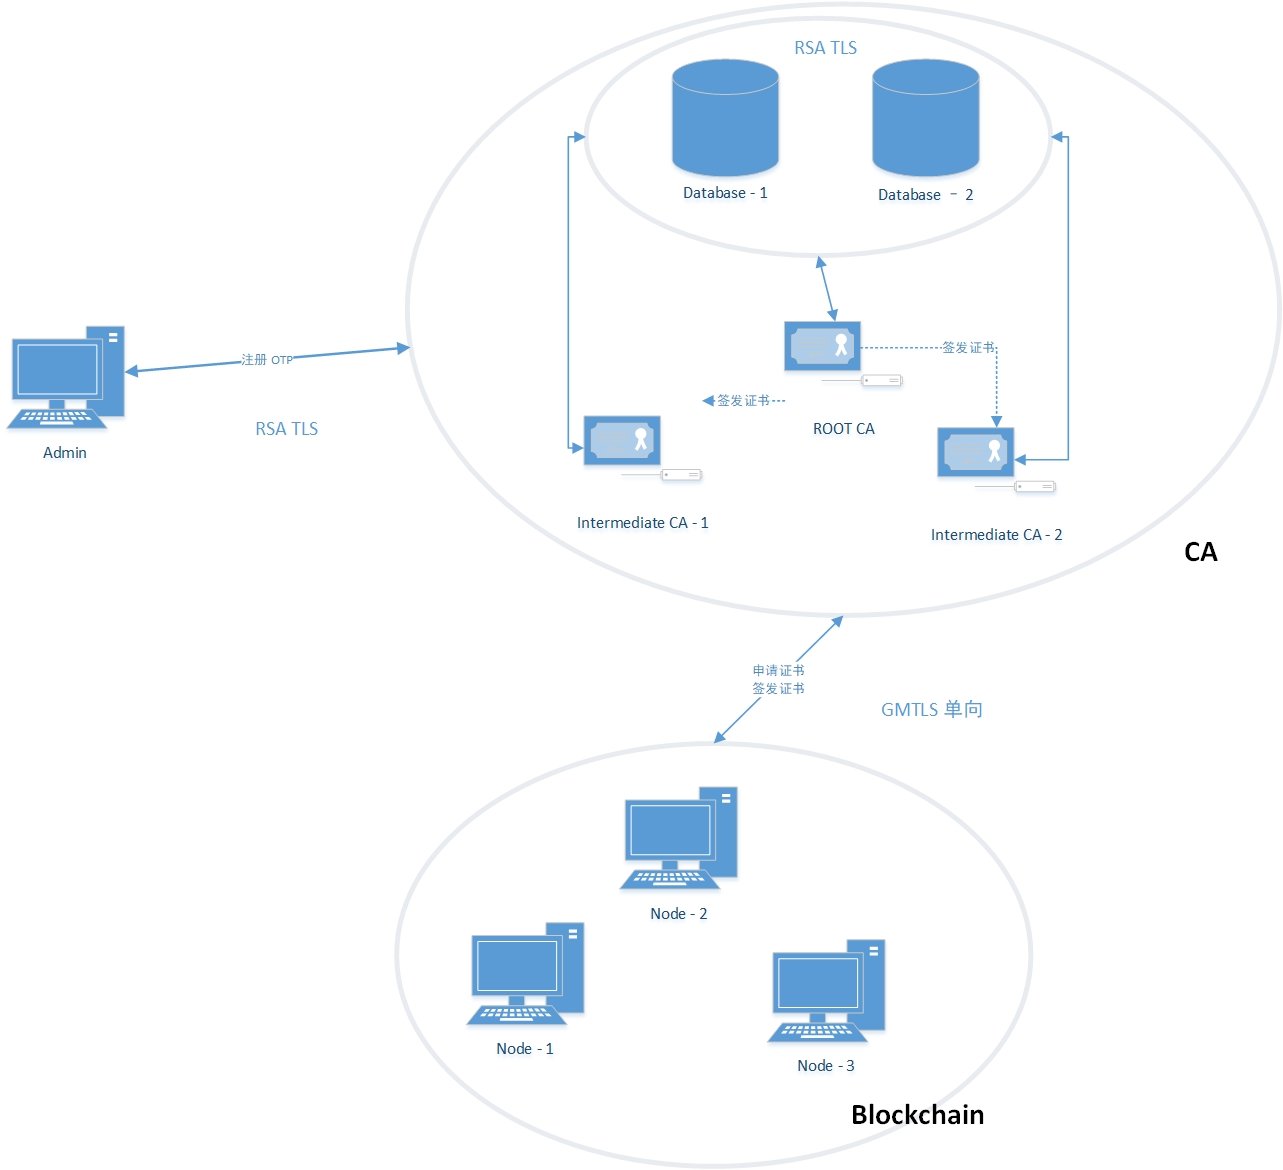 RSA TLS
Database - 1
Database － 2
注册 OTP
签发证书
签发证书
RSA TLS
ROOT CA
Admin
Intermediate CA - 1
Intermediate CA - 2
CA
申请证书
签发证书
GMTLS 单向
Node - 2
Node - 1
Node - 3
Blockchain